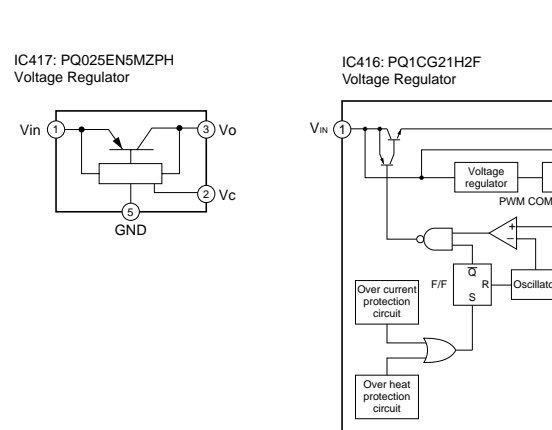 IC417: PQ025EN5MZPH
Voltage Regulator
Vin
1
3
Vo
2
Vc
5
GND
IC416: PQ1CG21H2F
Voltage Regulator
VIN
1
Voltage
regulator
PWM COM
+
−
Q
F/F
R
S
Oscillato
Over current
protection
circuit
Over heat
protection
circuit